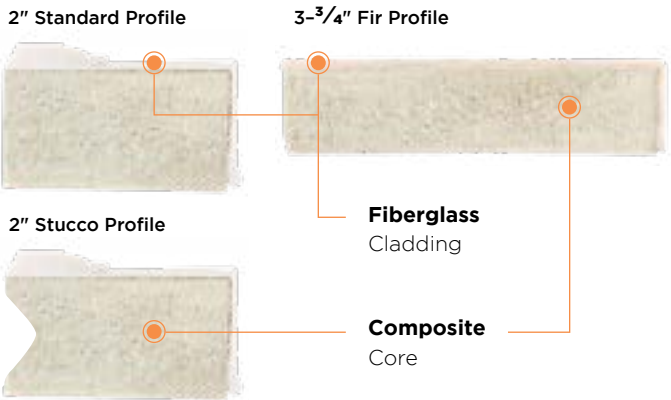 2" Standard Profile
3-3/4" Fir Profile
Fiberglass
Cladding
2" Stucco Profile
Composite
Core